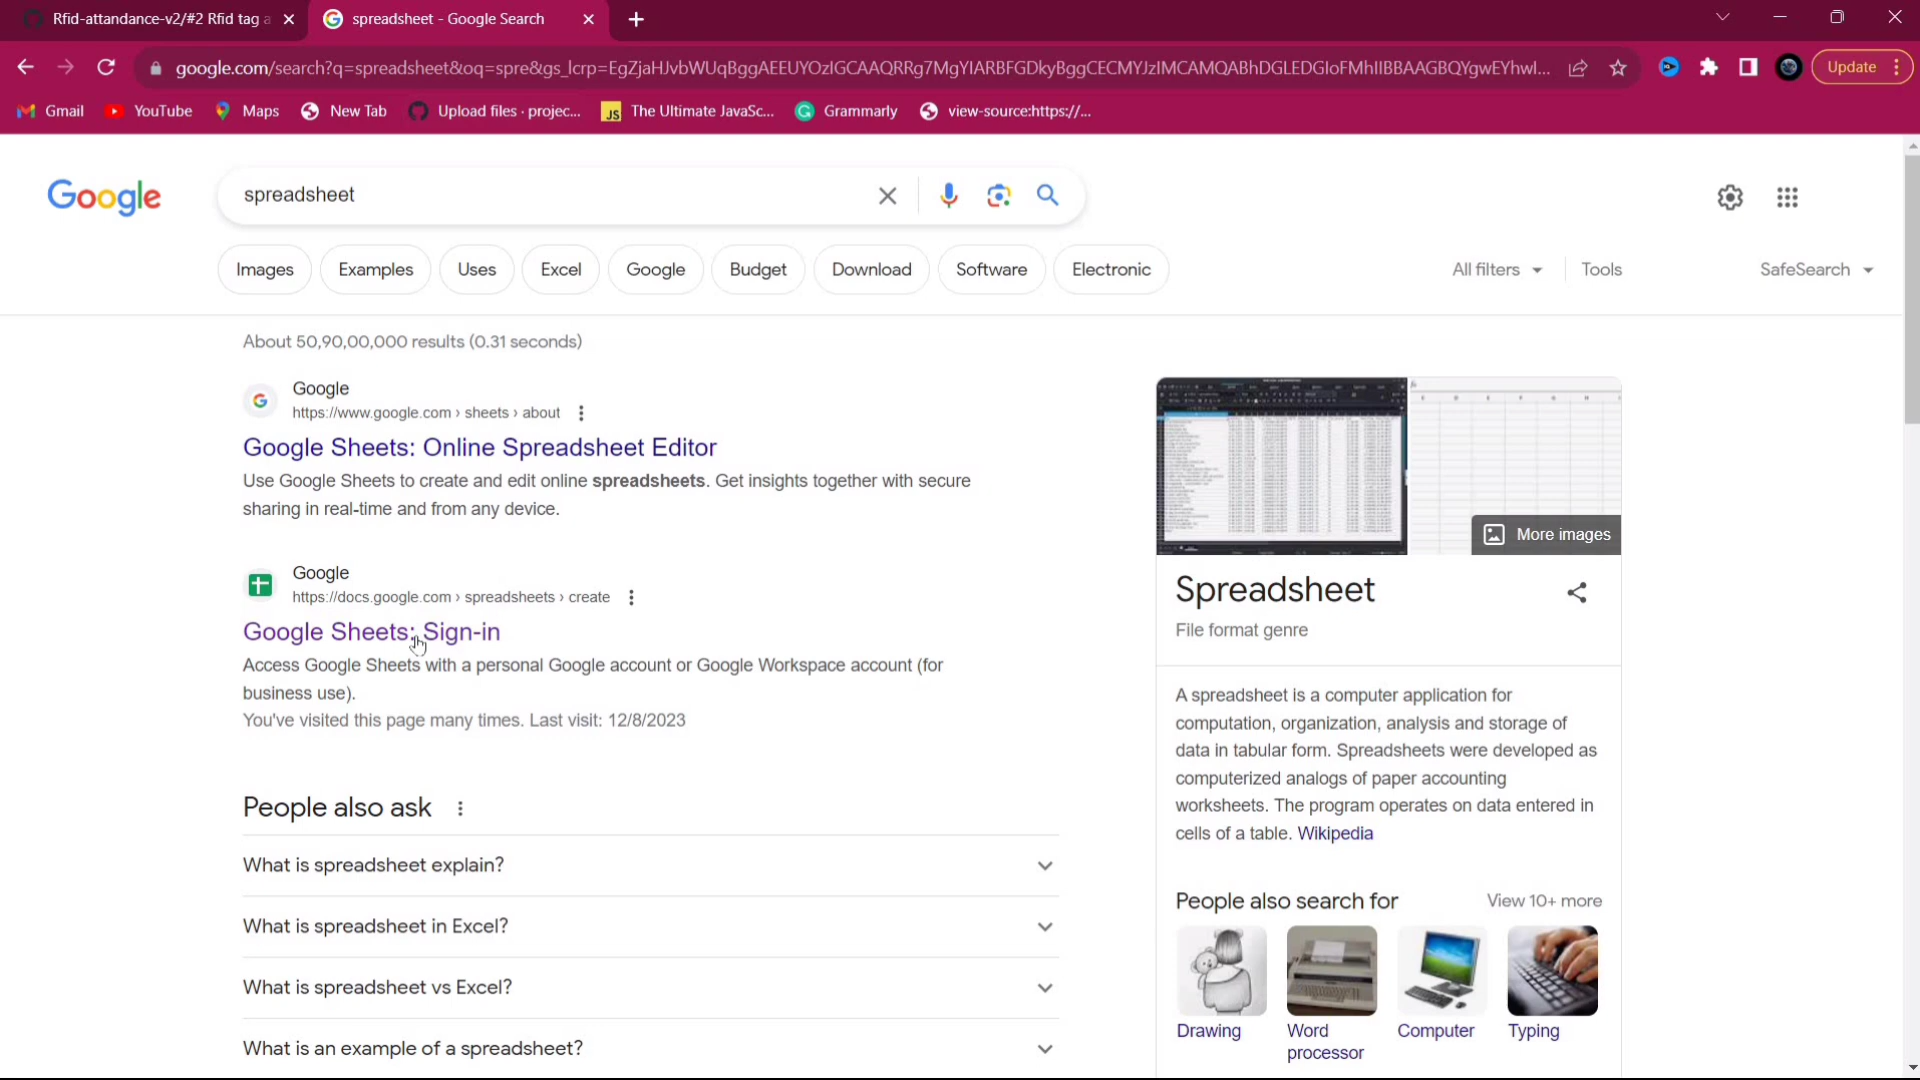 Rfid-attandance-v2/#2 Rfid tag a
spreadsheet - Google Search
google.com/search?q=spreadsheet&oq=spre&gs_lcrp=
Update
Gmail
YouTube
Maps
New Tab
Upload files · projec...
The Ultimate JavaSc...
Grammarly
view-source:https://...
Google
spreadsheet
Images
Examples
Uses
Excel
Google
Budget
Download
Software
Electronic
All filters
Tools
SafeSearch
About 50,90,00,000 results (0.31 seconds)
Google
https://www.google.com › sheets › about
Google Sheets: Online Spreadsheet Editor
Use Google Sheets to create and edit online spreadsheets. Get insights together with secure
sharing in real-time and from any device.
Google
https://docs.google.com › spreadsheets › create
Google Sheets: Sign-in
Access Google Sheets with a personal Google account or Google Workspace account (for
business use).
You've visited this page many times. Last visit: 12/8/2023
People also ask
What is spreadsheet explain?
What is spreadsheet in Excel?
What is spreadsheet vs Excel?
What is an example of a spreadsheet?
More images
Spreadsheet
File format genre
A spreadsheet is a computer application for
computation, organization, analysis and storage of
data in tabular form. Spreadsheets were developed as
computerized analogs of paper accounting
worksheets. The program operates on data entered in
cells of a table. Wikipedia
People also search for
View 10+ more
Drawing
Word
processor
Computer
Typing